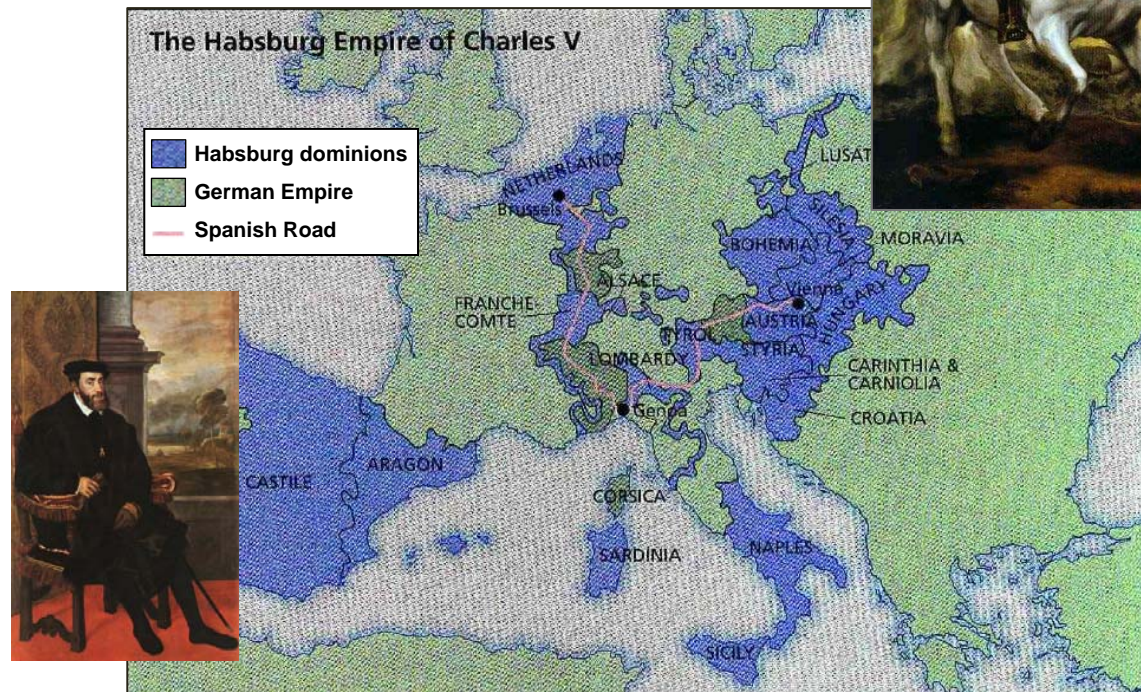 The Habsburg Empire of Charles V
Habsburg dominions
German Empire
Spanish Road
LUSAT
NETHERLANDS
Brussels
SILESIA
BOHEMIA
MORAVIA
ALSACE
Vienna
FRANCHE-
COMTE
HUNGARY
AUSTRIA
TYROL
STYRIA
LOMBARDY
CARINTHIA &
CARNIOLIA
Genoa
CROATIA
ARAGON
CASTILE
CORSICA
SARDINIA
NAPLES
SICILY